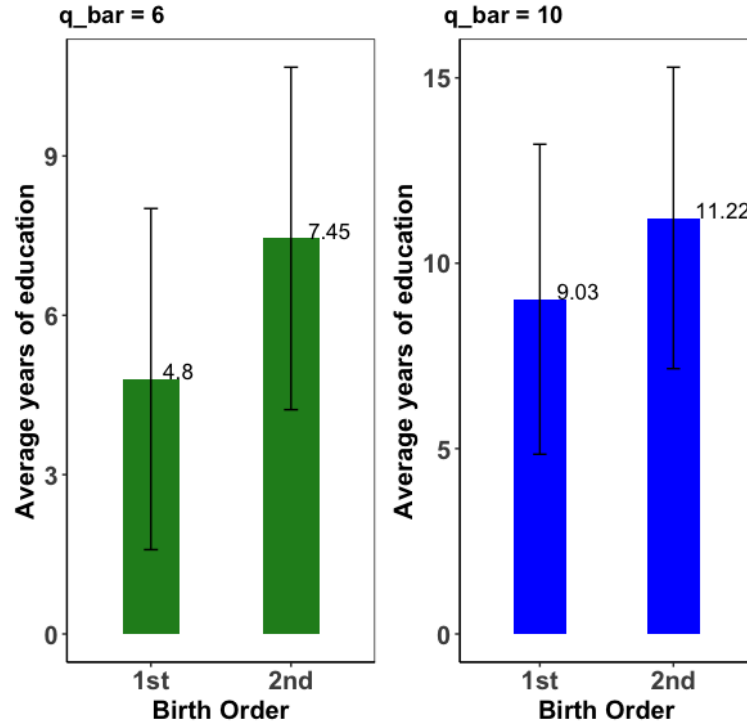 q_bar = 6
Average years of education
9
6
3
0
4.8
7.45
1st 2nd
Birth Order
q_bar = 10
Average years of education
15
10
5
0
9.03
11.22
1st 2nd
Birth Order